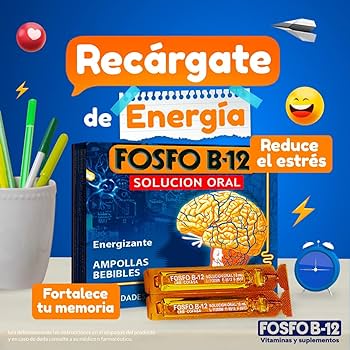 Recárgate
de Energía
FOSFO B-12
SOLUCION ORAL
Reduce
el estrés
Energizante
AMPOLLAS
BEBIBLES
Fortalece
tu memoria
DADE
FOSFO B-12
FOSFO B-12
FOSFO B-12
Vitaminas y suplementos